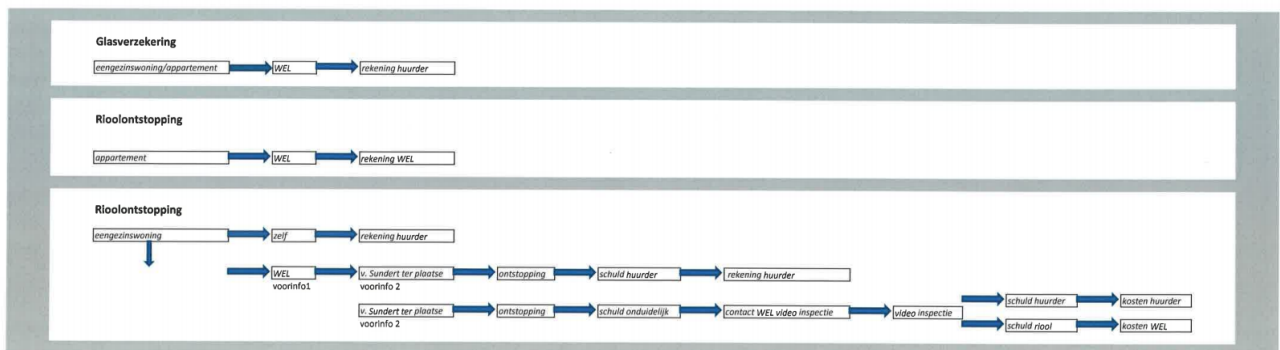 Glasverzekering
eengezinswoning/appartement WEL rekening huurder
Rioolontstopping
appartement WEL rekening WEL
Rioolontstopping
eengezinswoning zelf rekening huurder
WEL v. Sundert ter plaatse ontstopping schuld huurder rekening huurder
voorinfo1 voorinfo 2
schuld huurder kosten huurder
v. Sundert ter plaatse ontstopping schuld onduidelijk contact WEL video inspectie video inspectie
voorinfo 2
schuld riool kosten WEL